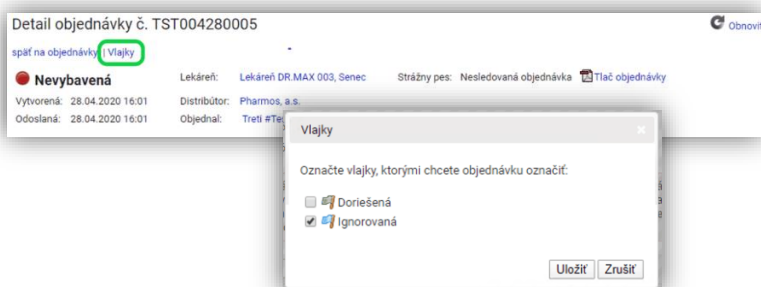 Detail objednávky č. TST004280005
Obnoviť
späť na objednávky | Vlajky
Nevybavená
Lekáreň: Lekáreň DR.MAX 003, Senec
Strážny pes: Nesledovaná objednávka
Tlač objednávky
Vytvorená: 28.04.2020 16:01
Distribútor: Pharmos, a.s.
Odoslaná: 28.04.2020 16:01
Objednal: Treti #Te
Vlajky
Označte vlajky, ktorými chcete objednávku označiť:
Doriešená
Ignorovaná
Uložiť Zrušiť